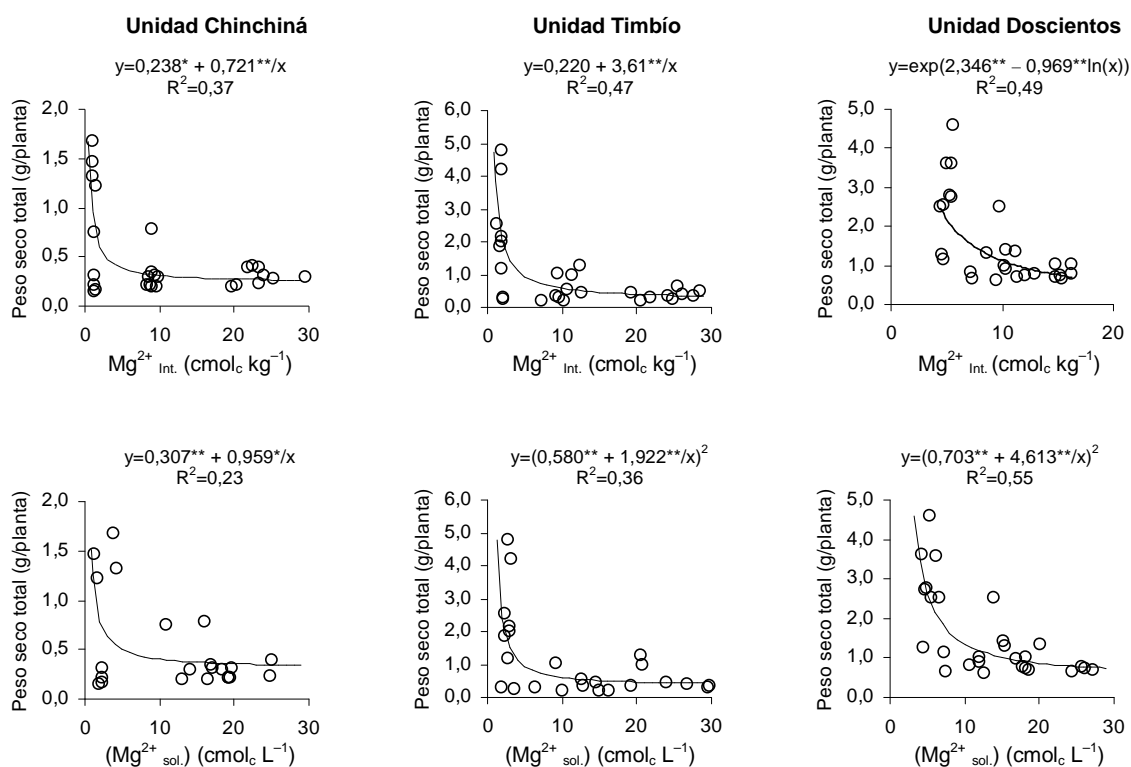 Unidad Chinchiná
Unidad Timbío
Unidad Doscientos
y=0,238* + 0,721**/x
R²=0,37
y=0,220 + 3,61**/x
R²=0,47
y=exp(2,346** – 0,969**ln(x))
R²=0,49
Peso seco total (g/planta)
2,0
1,5
1,0
0,5
0,0
0 10 20 30
Mg²⁺ Int. (cmolc kg⁻¹)
Peso seco total (g/planta)
6,0
5,0
4,0
3,0
2,0
1,0
0,0
0 10 20 30
Mg²⁺ Int. (cmolc kg⁻¹)
Peso seco total (g/planta)
5,0
4,0
3,0
2,0
1,0
0,0
0 10 20
Mg²⁺ Int. (cmolc kg⁻¹)
y=0,307** + 0,959*/x
R²=0,23
y=(0,580** + 1,922**/x)²
R²=0,36
y=(0,703** + 4,613**/x)²
R²=0,55
Peso seco total (g/planta)
2,0
1,5
1,0
0,5
0,0
0 10 20 30
(Mg²⁺ sol.) (cmolc L⁻¹)
Peso seco total (g/planta)
6,0
5,0
4,0
3,0
2,0
1,0
0,0
0 10 20 30
(Mg²⁺ sol.) (cmolc L⁻¹)
Peso seco total (g/planta)
5,0
4,0
3,0
2,0
1,0
0,0
0 10 20 30
(Mg²⁺ sol.) (cmolc L⁻¹)